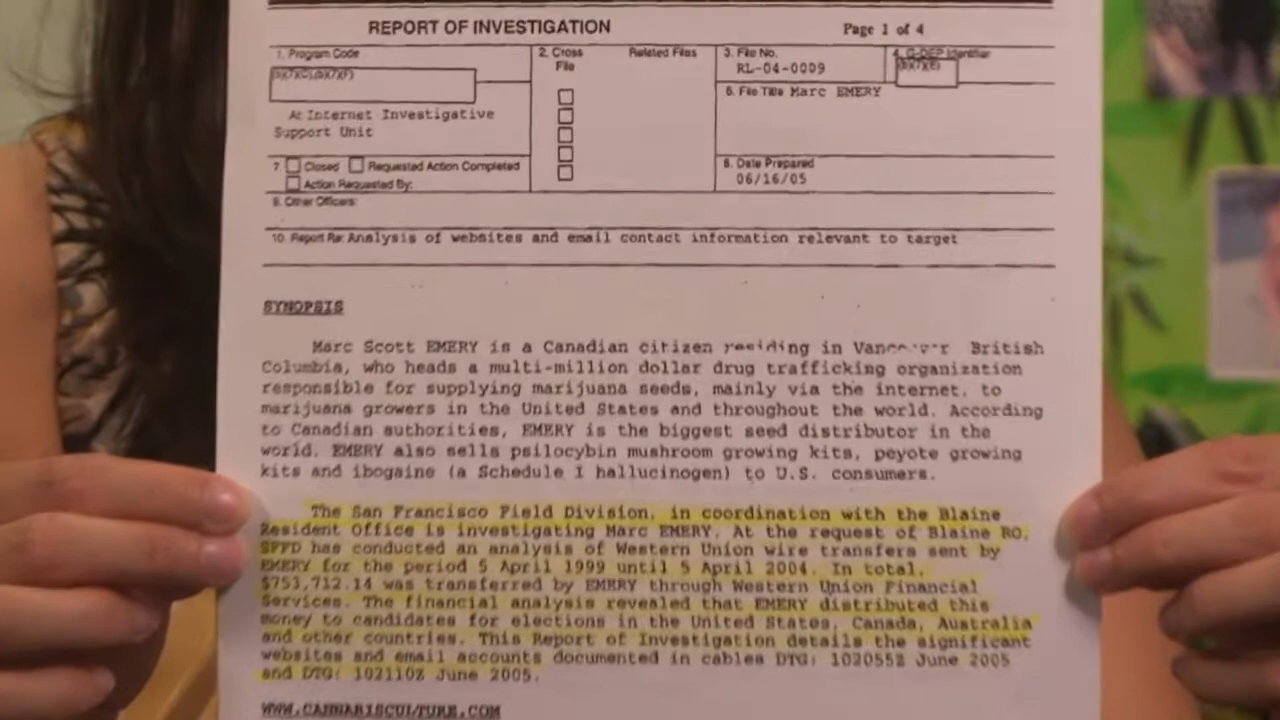 REPORT OF INVESTIGATION
Page 1 of 4
1. Program Code
2. Cross File
Related Files
3. File No.
RL-04-0009
4. G-DEP Identifier
At Internet Investigative
Support Unit
5. File Title Marc EMERY
7 Closed Requested Action Completed
Action Requested By:
8. Date Prepared
06/16/05
9. Other Officers:
10. Report Re: Analysis of websites and email contact information relevant to target
SYNOPSIS
Marc Scott EMERY is a Canadian citizen residing in Vancouver British
Columbia, who heads a multi-million dollar drug trafficking organization
responsible for supplying marijuana seeds, mainly via the internet, to
marijuana growers in the United States and throughout the world. According
to Canadian authorities, EMERY is the biggest seed distributor in the
world. EMERY also sells psilocybin mushroom growing kits, peyote growing
kits and ibogaine (a Schedule I hallucinogen) to U.S. consumers.
The San Francisco Field Division, in coordination with the Blaine
Resident Office is investigating Marc EMERY. At the request of Blaine RO,
SFFD has conducted an analysis of Western Union wire transfers sent by
EMERY for the period 5 April 1999 until 5 April 2004. In total,
$753,712.14 was transferred by EMERY through Western Union Financial
Services. The financial analysis revealed that EMERY distributed this
money to candidates for elections in the United States, Canada, Australia
and other countries. This Report of Investigation details the significant
websites and email accounts documented in cables DTG: 102055Z June 2005
and DTG: 102110Z June 2005.
WWW.CANNABISCULTURE.COM